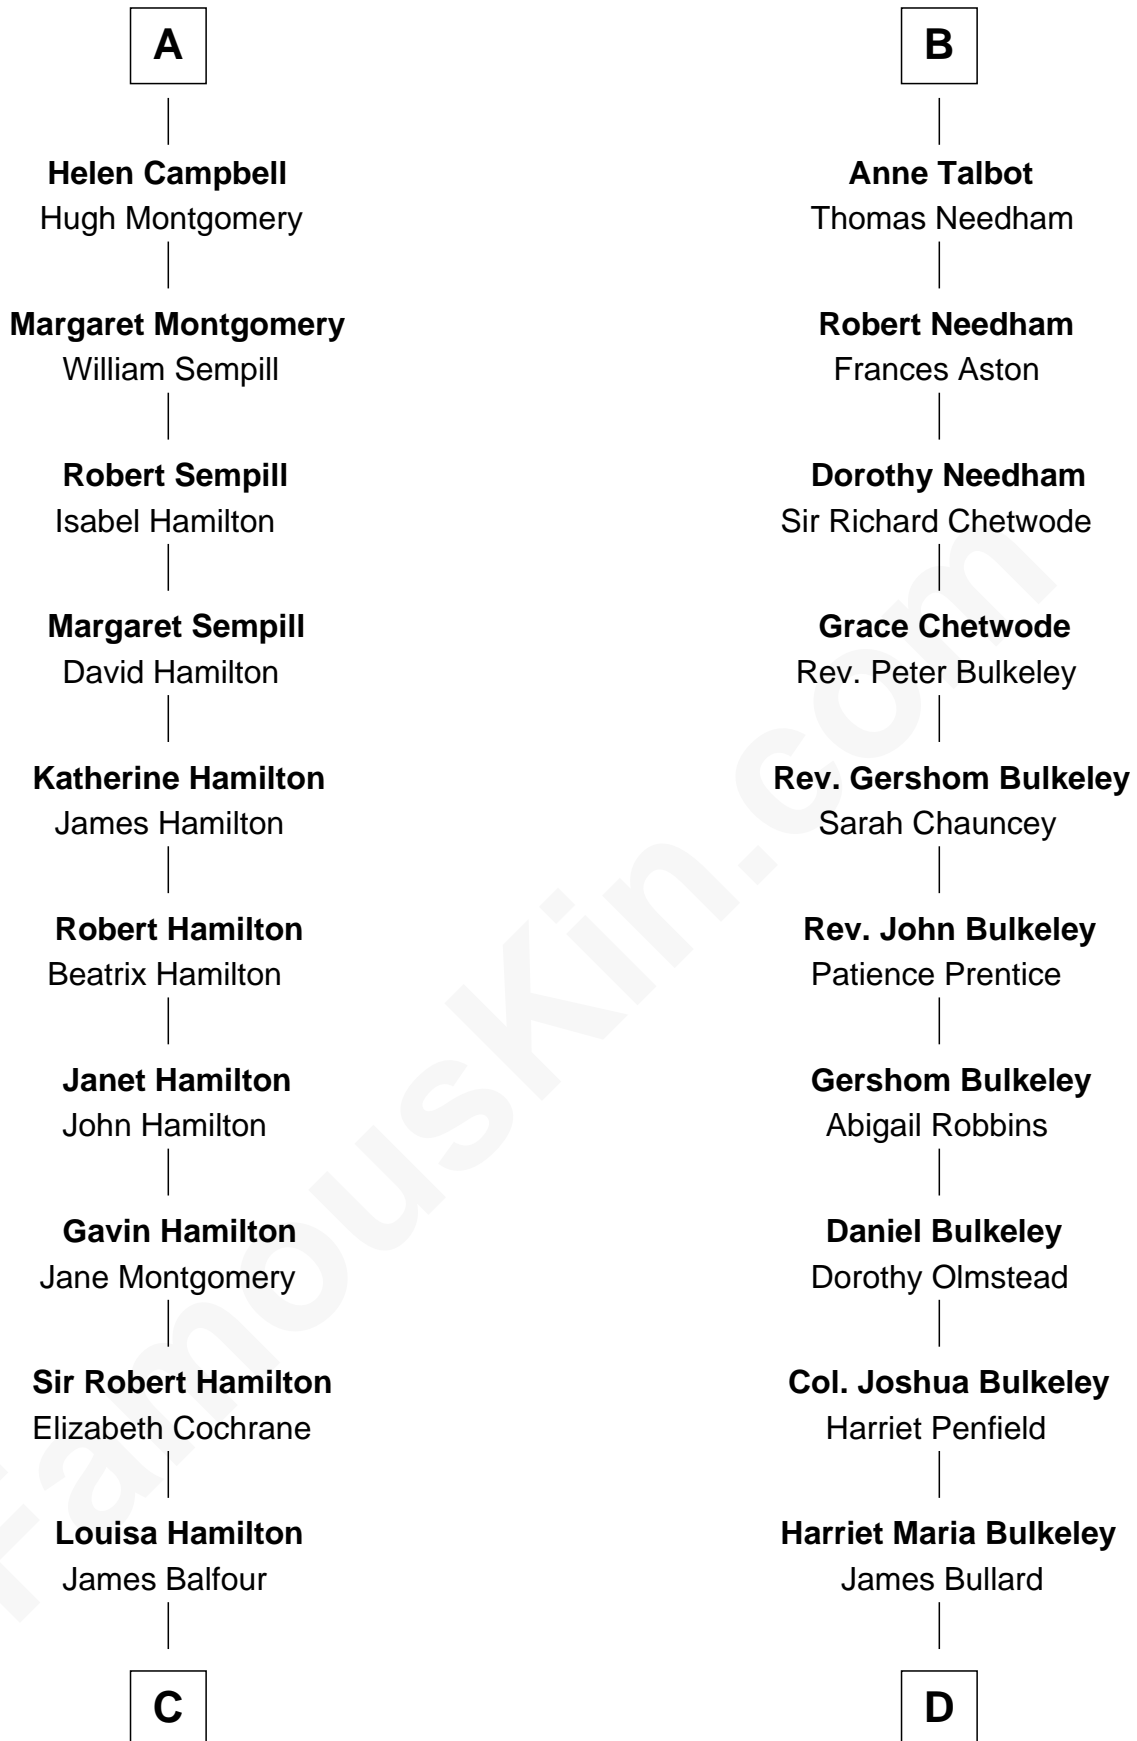 A
Helen Campbell
Hugh Montgomery
Margaret Montgomery
William Sempill
Robert Sempill
Isabel Hamilton
Margaret Sempill
David Hamilton
Katherine Hamilton
James Hamilton
Robert Hamilton
Beatrix Hamilton
Janet Hamilton
John Hamilton
Gavin Hamilton
Jane Montgomery
Sir Robert Hamilton
Elizabeth Cochrane
Louisa Hamilton
James Balfour
C
B
Anne Talbot
Thomas Needham
Robert Needham
Frances Aston
Dorothy Needham
Sir Richard Chetwode
Grace Chetwode
Rev. Peter Bulkeley
Rev. Gershom Bulkeley
Sarah Chauncey
Rev. John Bulkeley
Patience Prentice
Gershom Bulkeley
Abigail Robbins
Daniel Bulkeley
Dorothy Olmstead
Col. Joshua Bulkeley
Harriet Penfield
Harriet Maria Bulkeley
James Bullard
D
FamousKin.com